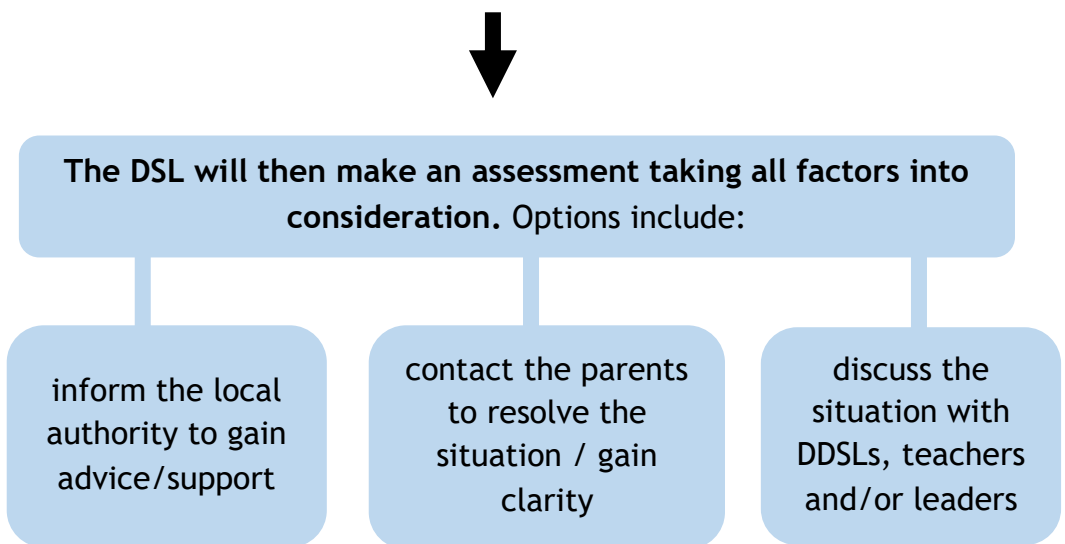 The DSL will then make an assessment taking all factors into
consideration. Options include:
inform the local
authority to gain
advice/support
contact the parents
to resolve the
situation / gain
clarity
discuss the
situation with
DDSLs, teachers
and/or leaders